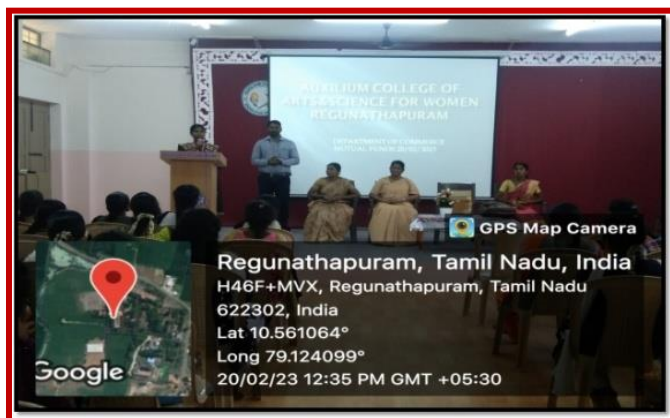 AUXILIUM COLLEGE OF
ARTS&SCIENCE FOR WOMEN
REGUNATHAPURAM
DEPARTMENT OF COMMERCE
GPS Map Camera
Regunathapuram, Tamil Nadu, India
H46F+MVX, Regunathapuram, Tamil Nadu
622302, India
Lat 10.561064°
Long 79.124099°
20/02/23 12:35 PM GMT +05:30
Google